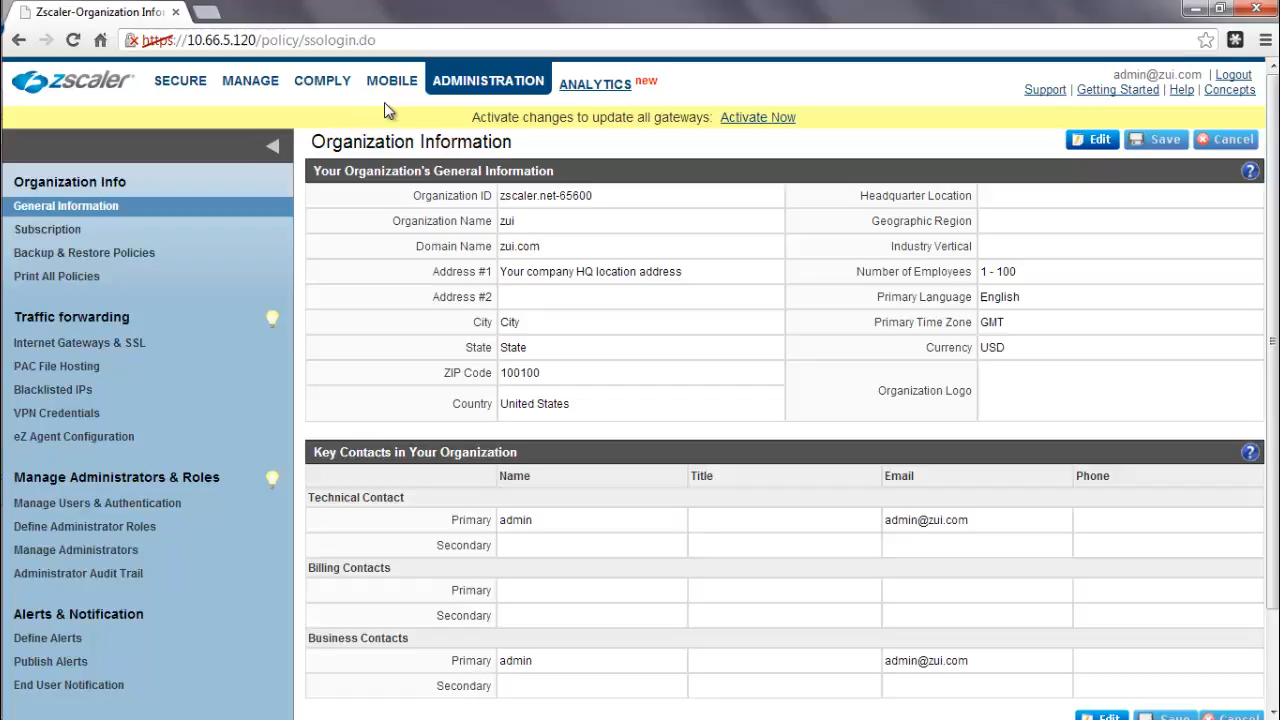 Zscaler-Organization Info
https://10.66.5.120/policy/ssologin.do
zscaler SECURE MANAGE COMPLY MOBILE ADMINISTRATION ANALYTICS new
admin@zui.com | Logout
Support | Getting Started | Help | Concepts
Activate changes to update all gateways: Activate Now
Organization Information
Edit Save Cancel
Organization Info
General Information
Subscription
Backup & Restore Policies
Print All Policies
Traffic forwarding
Internet Gateways & SSL
PAC File Hosting
Blacklisted IPs
VPN Credentials
eZ Agent Configuration
Manage Administrators & Roles
Manage Users & Authentication
Define Administrator Roles
Manage Administrators
Administrator Audit Trail
Alerts & Notification
Define Alerts
Publish Alerts
End User Notification
Your Organization's General Information ?
Organization ID zscaler.net-65600 Headquarter Location
Organization Name zui Geographic Region
Domain Name zui.com Industry Vertical
Address #1 Your company HQ location address Number of Employees 1 - 100
Address #2 Primary Language English
City City Primary Time Zone GMT
State State Currency USD
ZIP Code 100100
Organization Logo
Country United States
Key Contacts in Your Organization ?
Name Title Email Phone
Technical Contact
Primary admin admin@zui.com
Secondary
Billing Contacts
Primary
Secondary
Business Contacts
Primary admin admin@zui.com
Secondary
Edit Save Cancel